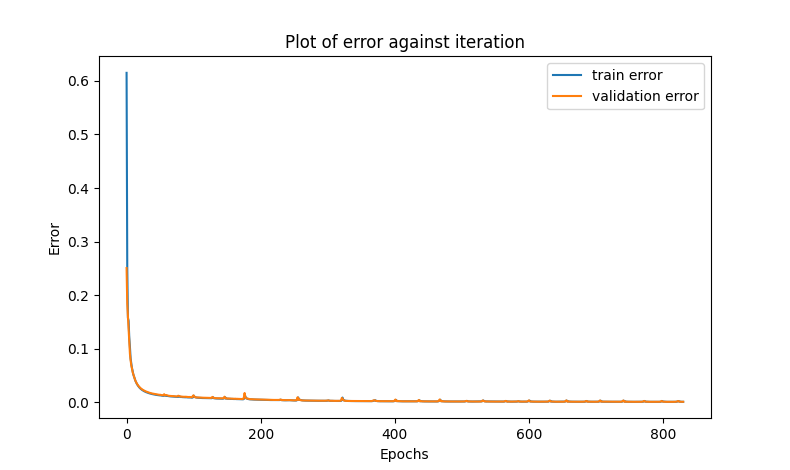 Plot of error against iteration
train error
validation error
0.6
0.5
0.4
0.3
0.2
0.1
0.0
Error
0 200 400 600 800
Epochs